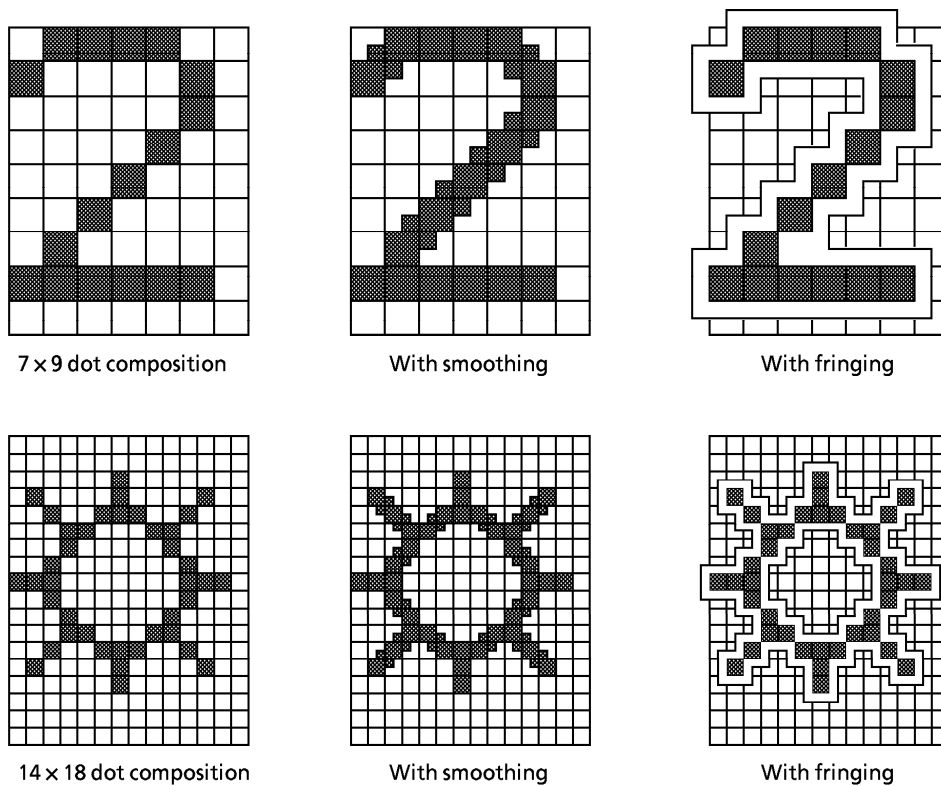 7 × 9 dot composition
With smoothing
With fringing
14 × 18 dot composition
With smoothing
With fringing